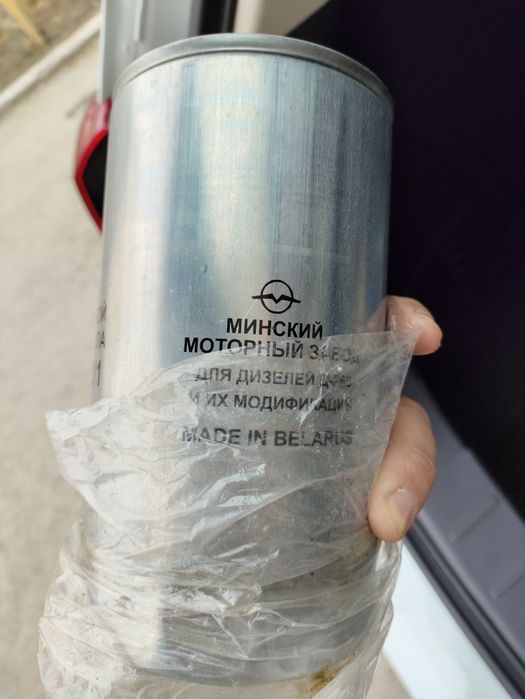 МИНСКИЙ
МОТОРНЫЙ ЗАВОД
ДЛЯ ДИЗЕЛЕЙ
И ИХ МОДИФИКАЦИЙ
MADE IN BELARUS